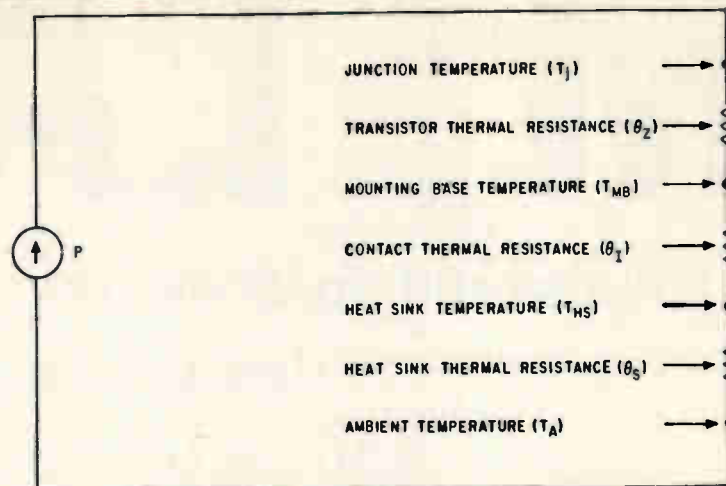 JUNCTION TEMPERATURE (Tj)
TRANSISTOR THERMAL RESISTANCE (θZ)
MOUNTING BASE TEMPERATURE (TMB)
P
CONTACT THERMAL RESISTANCE (θI)
HEAT SINK TEMPERATURE (THS)
HEAT SINK THERMAL RESISTANCE (θS)
AMBIENT TEMPERATURE (TA)